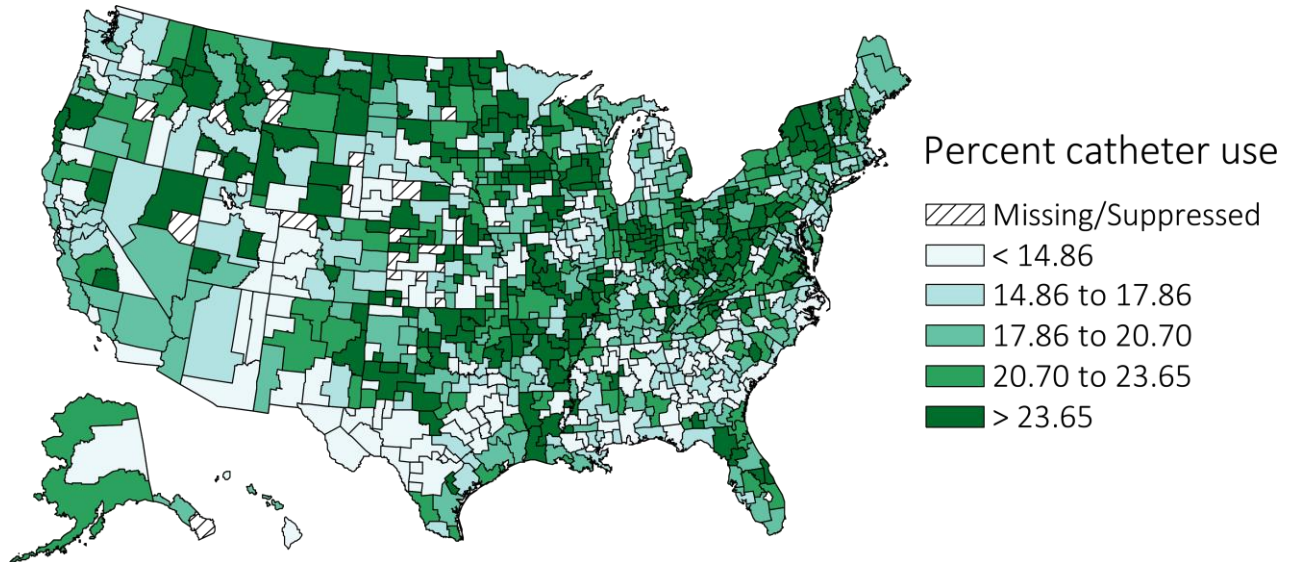 Percent catheter use
Missing/Suppressed
< 14.86
14.86 to 17.86
17.86 to 20.70
20.70 to 23.65
> 23.65